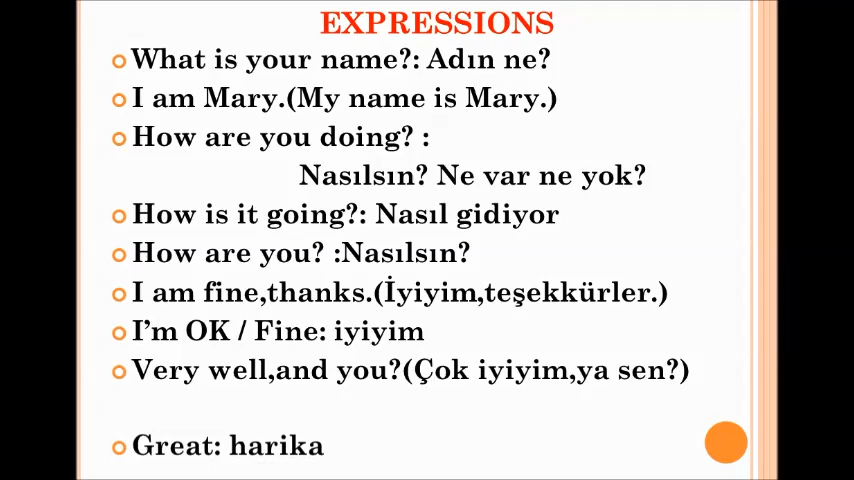 EXPRESSIONS
What is your name?: Adın ne?
I am Mary.(My name is Mary.)
How are you doing? :
Nasılsın? Ne var ne yok?
How is it going?: Nasıl gidiyor
How are you? :Nasılsın?
I am fine,thanks.(İyiyim,teşekkürler.)
I’m OK / Fine: iyiyim
Very well,and you?(Çok iyiyim,ya sen?)
Great: harika